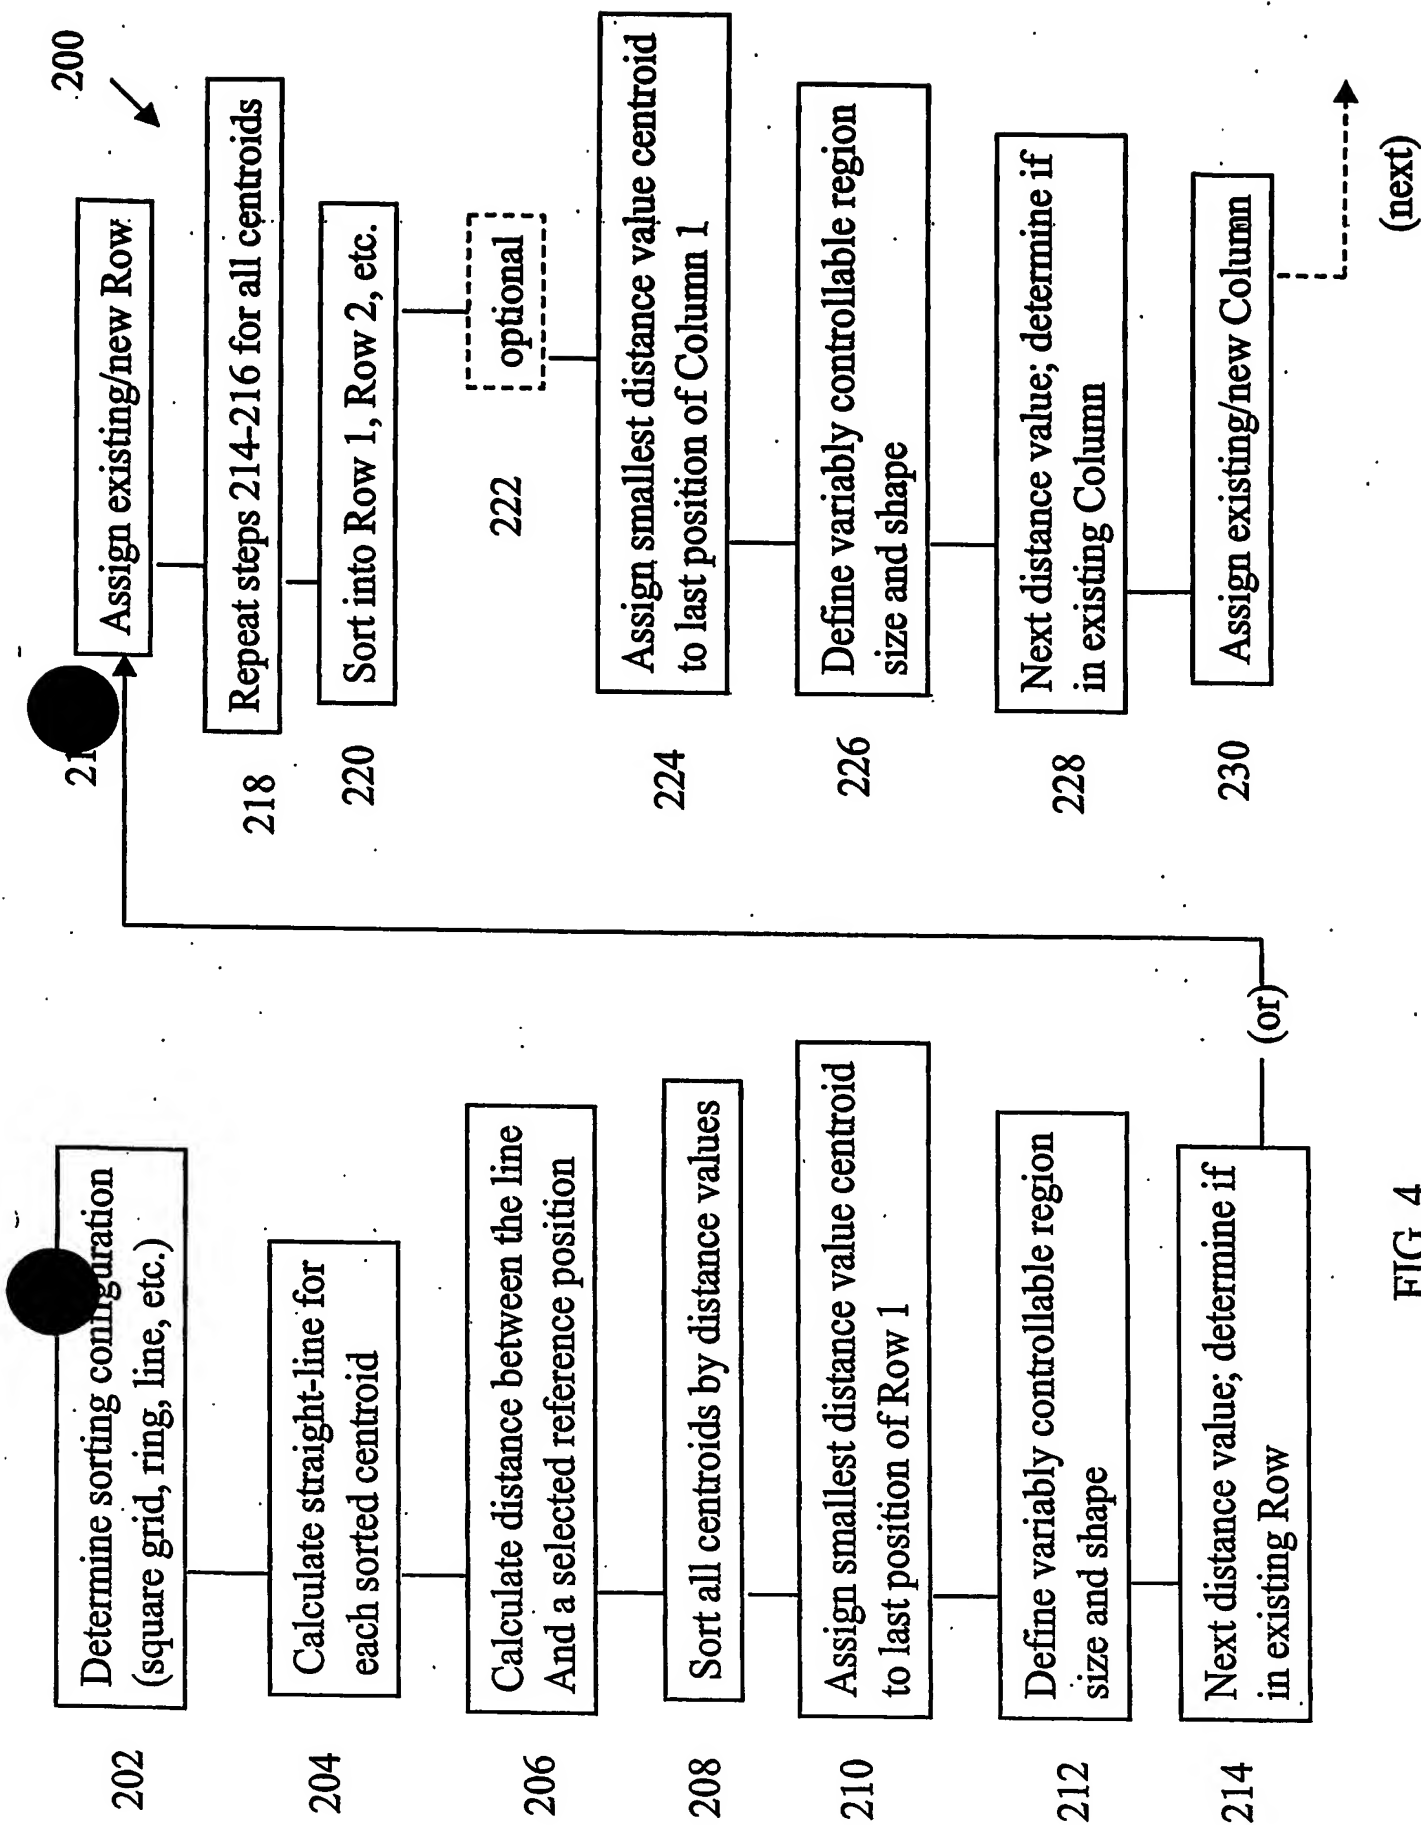 200
202
Determine sorting configuration
(square grid, ring, line, etc.)
204
Calculate straight-line for
each sorted centroid
206
Calculate distance between the line
And a selected reference position
208
Sort all centroids by distance values
210
Assign smallest distance value centroid
to last position of Row 1
212
Define variably controllable region
size and shape
214
Next distance value; determine if
in existing Row
(or)
Assign existing/new Row
218
Repeat steps 214-216 for all centroids
220
Sort into Row 1, Row 2, etc.
222
optional
224
Assign smallest distance value centroid
to last position of Column 1
226
Define variably controllable region
size and shape
228
Next distance value; determine if
in existing Column
230
Assign existing/new Column
(next)
FIG. 4